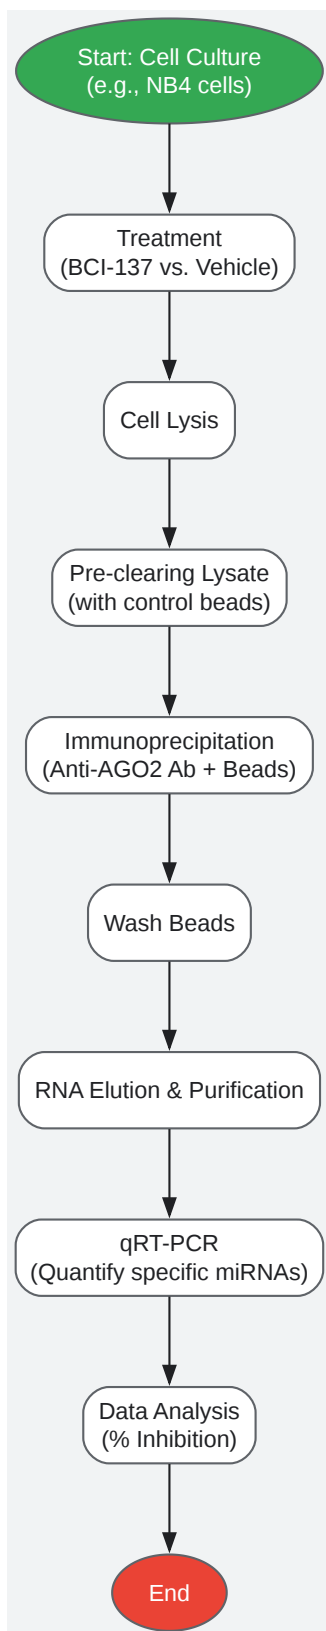 Start: Cell Culture
(e.g., NB4 cells)
Treatment
(BCI-137 vs. Vehicle)
Cell Lysis
Pre-clearing Lysate
(with control beads)
Immunoprecipitation
(Anti-AGO2 Ab + Beads)
Wash Beads
RNA Elution & Purification
qRT-PCR
(Quantify specific miRNAs)
Data Analysis
(% Inhibition)
End